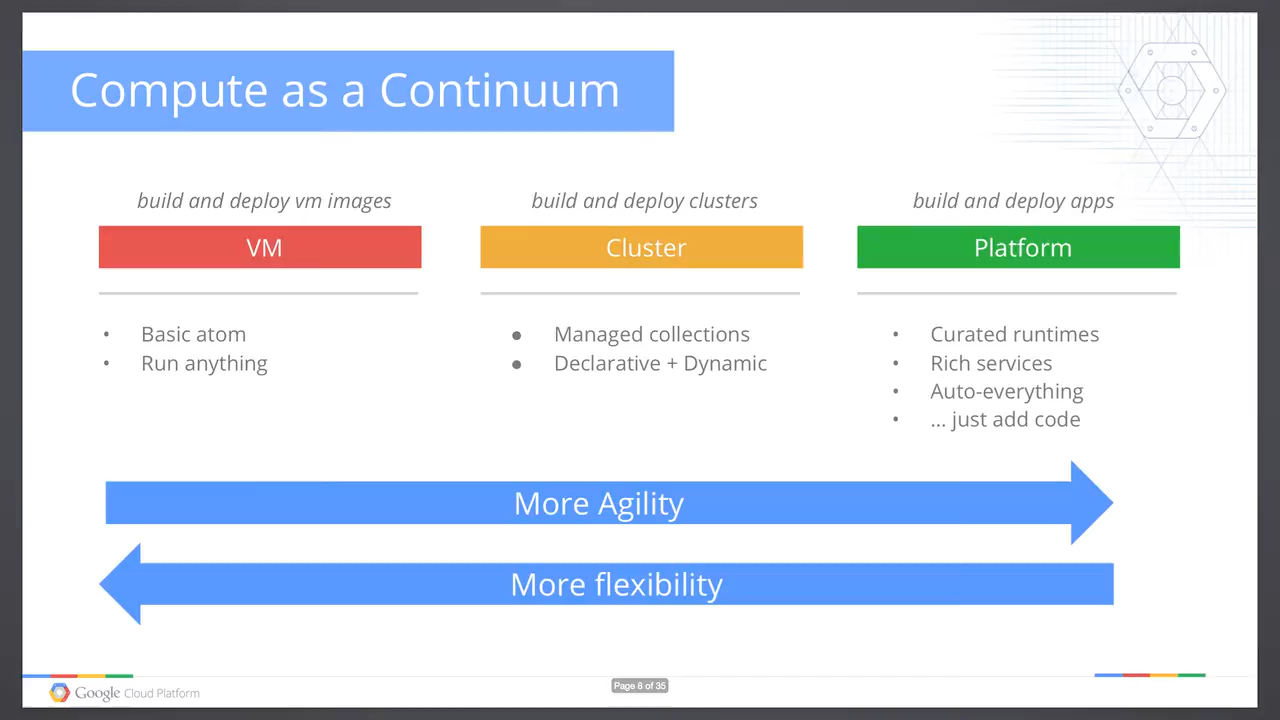 Compute as a Continuum
build and deploy vm images
VM
• Basic atom
• Run anything
build and deploy clusters
Cluster
● Managed collections
● Declarative + Dynamic
build and deploy apps
Platform
• Curated runtimes
• Rich services
• Auto-everything
• ... just add code
More Agility
More flexibility
Google Cloud Platform
Page 8 of 35